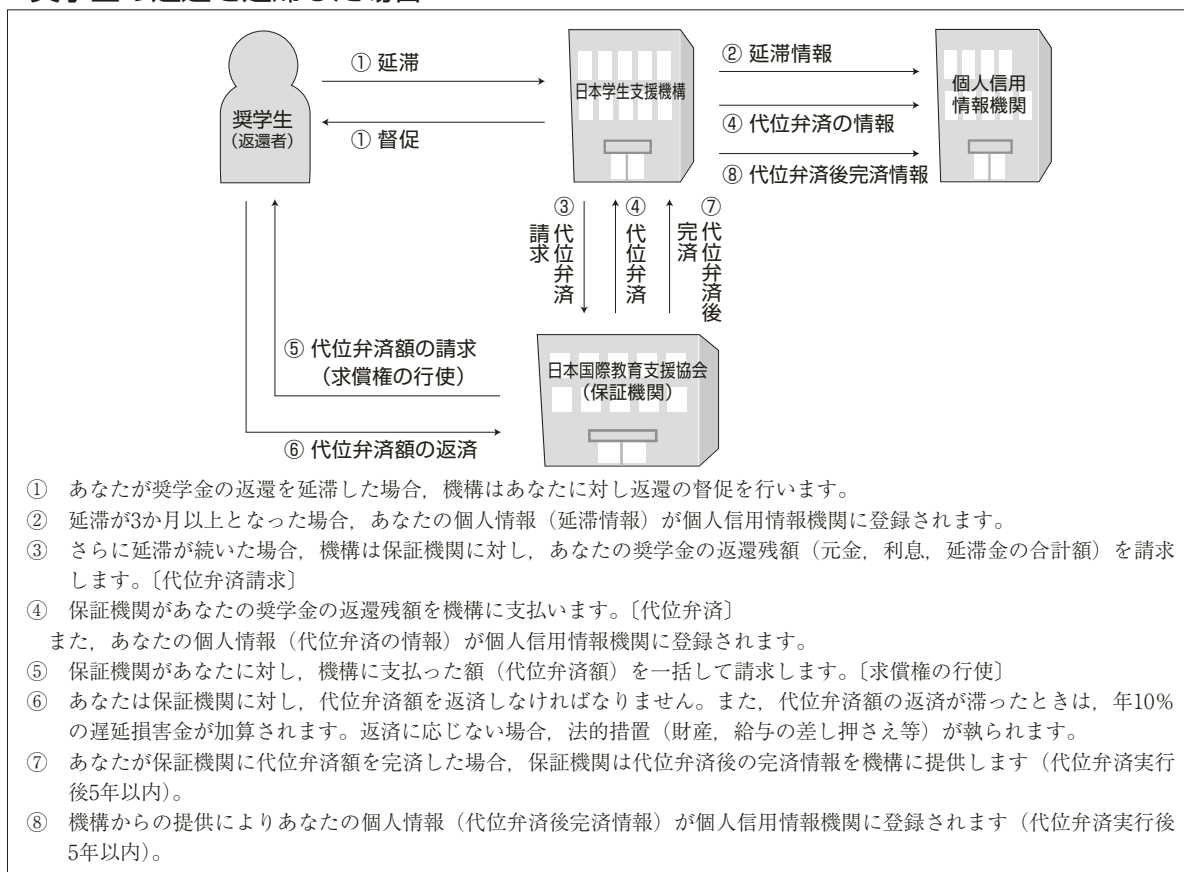 ① 延滞
① 督促
奨学生
(返還者)
日本学生支援機構
② 延滞情報
④ 代位弁済の情報
⑧ 代位弁済後完済情報
個人信用
情報機関
③ 代位弁済
請求
④ 代位弁済
⑦ 代位弁済後
完済
⑤ 代位弁済額の請求
(求償権の行使)
日本国際教育支援協会
(保証機関)
⑥ 代位弁済額の返済
① あなたが奨学金の返還を延滞した場合，機構はあなたに対し返還の督促を行います。
② 延滞が3か月以上となった場合，あなたの個人情報（延滞情報）が個人信用情報機関に登録されます。
③ さらに延滞が続いた場合，機構は保証機関に対し，あなたの奨学金の返還残額（元金，利息，延滞金の合計額）を請求
します。〔代位弁済請求〕
④ 保証機関があなたの奨学金の返還残額を機構に支払います。〔代位弁済〕
また，あなたの個人情報（代位弁済の情報）が個人信用情報機関に登録されます。
⑤ 保証機関があなたに対し，機構に支払った額（代位弁済額）を一括して請求します。〔求償権の行使〕
⑥ あなたは保証機関に対し，代位弁済額を返済しなければなりません。また，代位弁済額の返済が滞ったときは，年10%
の遅延損害金が加算されます。返済に応じない場合，法的措置（財産，給与の差し押さえ等）が執られます。
⑦ あなたが保証機関に代位弁済額を完済した場合，保証機関は代位弁済後の完済情報を機構に提供します（代位弁済実行
後5年以内）。
⑧ 機構からの提供によりあなたの個人情報（代位弁済後完済情報）が個人信用情報機関に登録されます（代位弁済実行後
5年以内）。